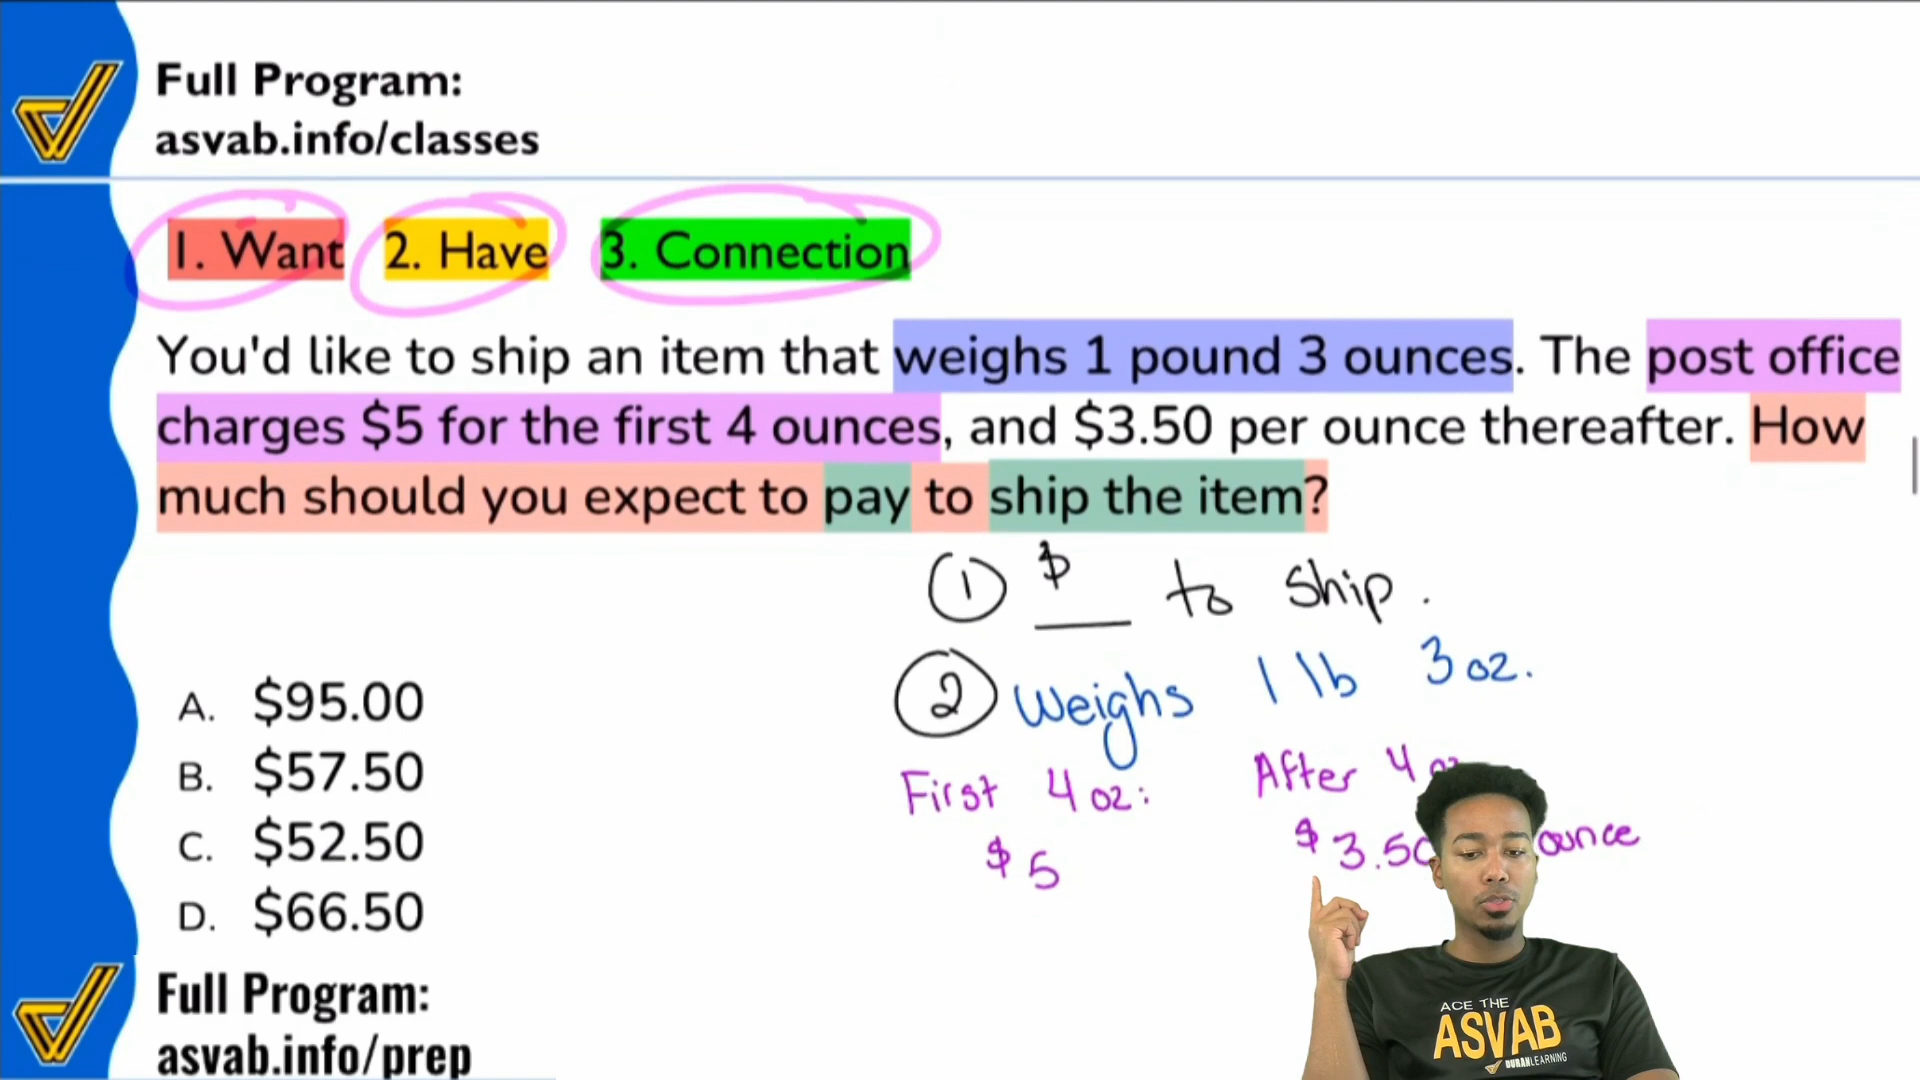 Full Program:
asvab.info/classes
1. Want 2. Have 3. Connection
You'd like to ship an item that weighs 1 pound 3 ounces. The post office
charges $5 for the first 4 ounces, and $3.50 per ounce thereafter. How
much should you expect to pay to ship the item?
1 $ __ to Ship.
2 Weighs 1 lb 3 oz.
First 4 oz: After 4 oz
$5 $3.50 ounce
A. $95.00
B. $57.50
C. $52.50
D. $66.50
Full Program:
asvab.info/prep
ACE THE
ASVAB
DURAN LEARNING